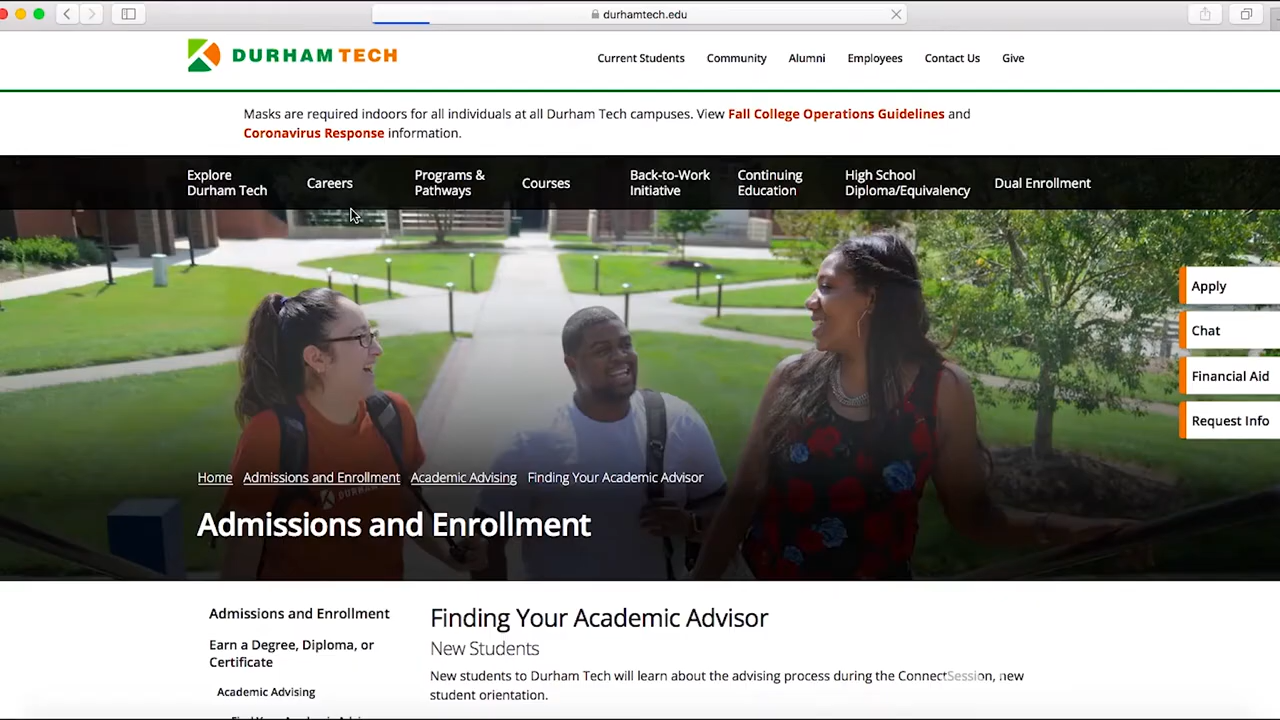 durhamtech.edu
DURHAM TECH
Current Students Community Alumni Employees Contact Us Give
Masks are required indoors for all individuals at all Durham Tech campuses. View Fall College Operations Guidelines and
Coronavirus Response information.
Explore
Durham Tech
Careers
Programs &
Pathways
Courses
Back-to-Work
Initiative
Continuing
Education
High School
Diploma/Equivalency
Dual Enrollment
Apply
Chat
Financial Aid
Request Info
Home Admissions and Enrollment Academic Advising Finding Your Academic Advisor
Admissions and Enrollment
Admissions and Enrollment
Earn a Degree, Diploma, or
Certificate
Academic Advising
Finding Your Academic Advisor
New Students
New students to Durham Tech will learn about the advising process during the ConnectSession, new
student orientation.